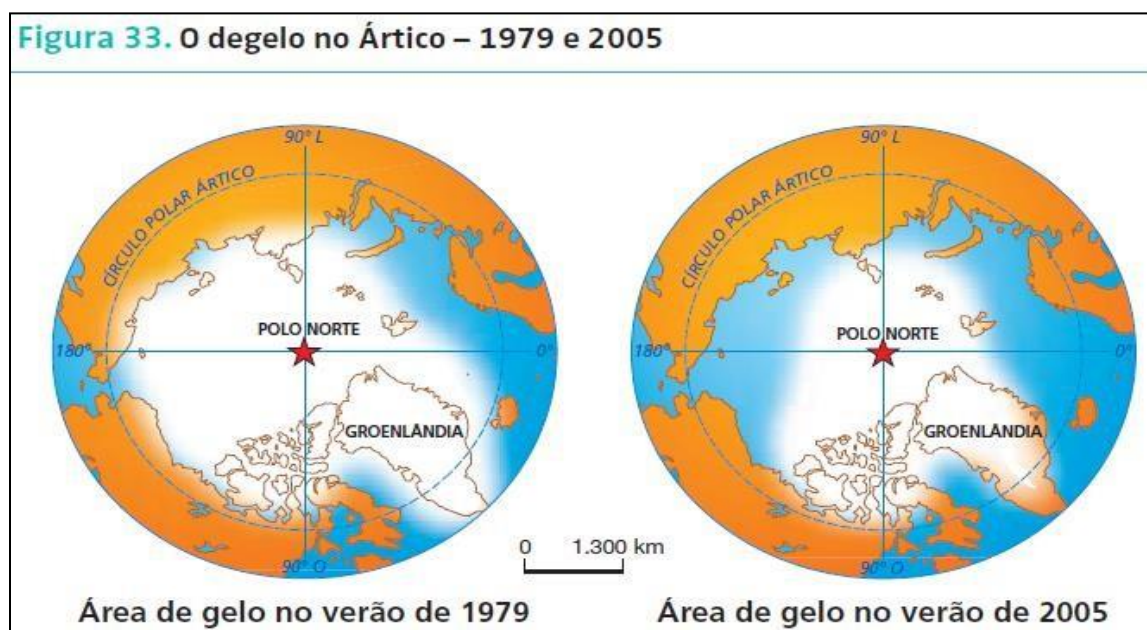 Figura 33. O degelo no Ártico – 1979 e 2005
90° L
CÍRCULO POLAR ÁRTICO
POLO NORTE
180°
0°
GROENLÂNDIA
90° O
90° L
CÍRCULO POLAR ÁRTICO
POLO NORTE
180°
0°
GROENLÂNDIA
90° O
0 1.300 km
Área de gelo no verão de 1979
Área de gelo no verão de 2005